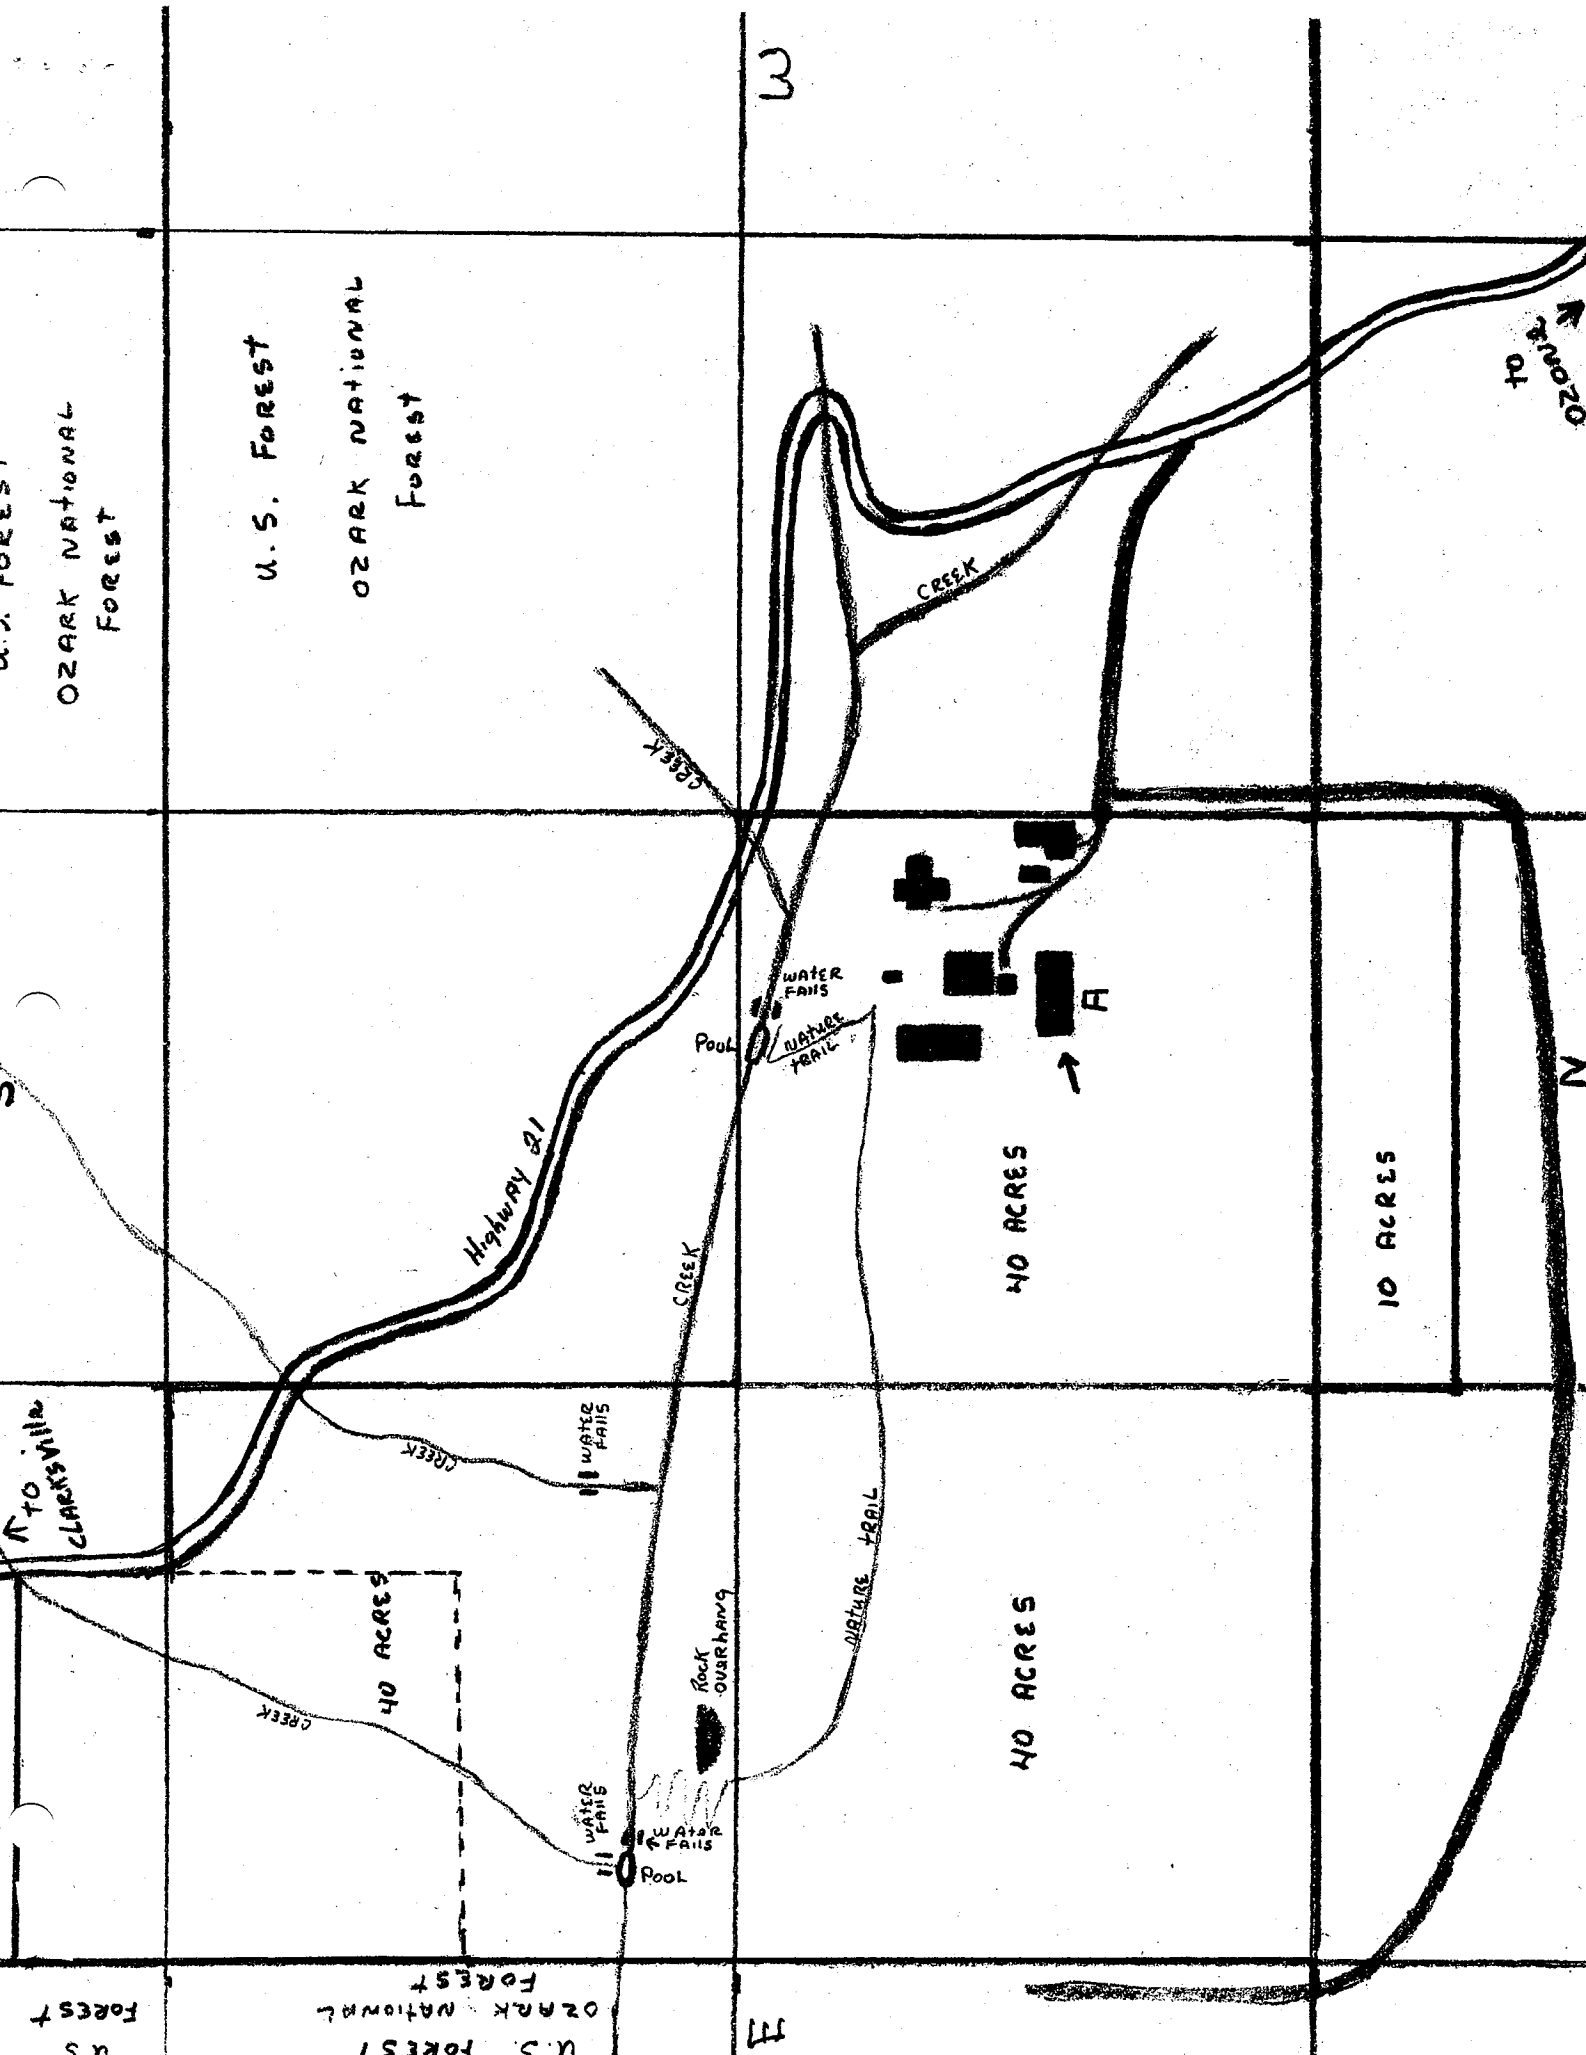 W
U.S. FOREST
OZARK NATIONAL
FOREST
U.S. FOREST
OZARK NATIONAL
FOREST
TO
OZONE
CREEK
CREEK
WATER
FALLS
POOL
NATURE
TRAIL
A
S
N
Highway 21
CREEK
40 ACRES
10 ACRES
TO
CLARKSVILLE
CREEK
WATER
FALLS
40 ACRES
CREEK
ROCK
OVERHANG
NATURE TRAIL
40 ACRES
WATER
FALLS
WATER
FALLS
POOL
E
U.S. FOREST
OZARK NATIONAL
FOREST
U.S
FOREST